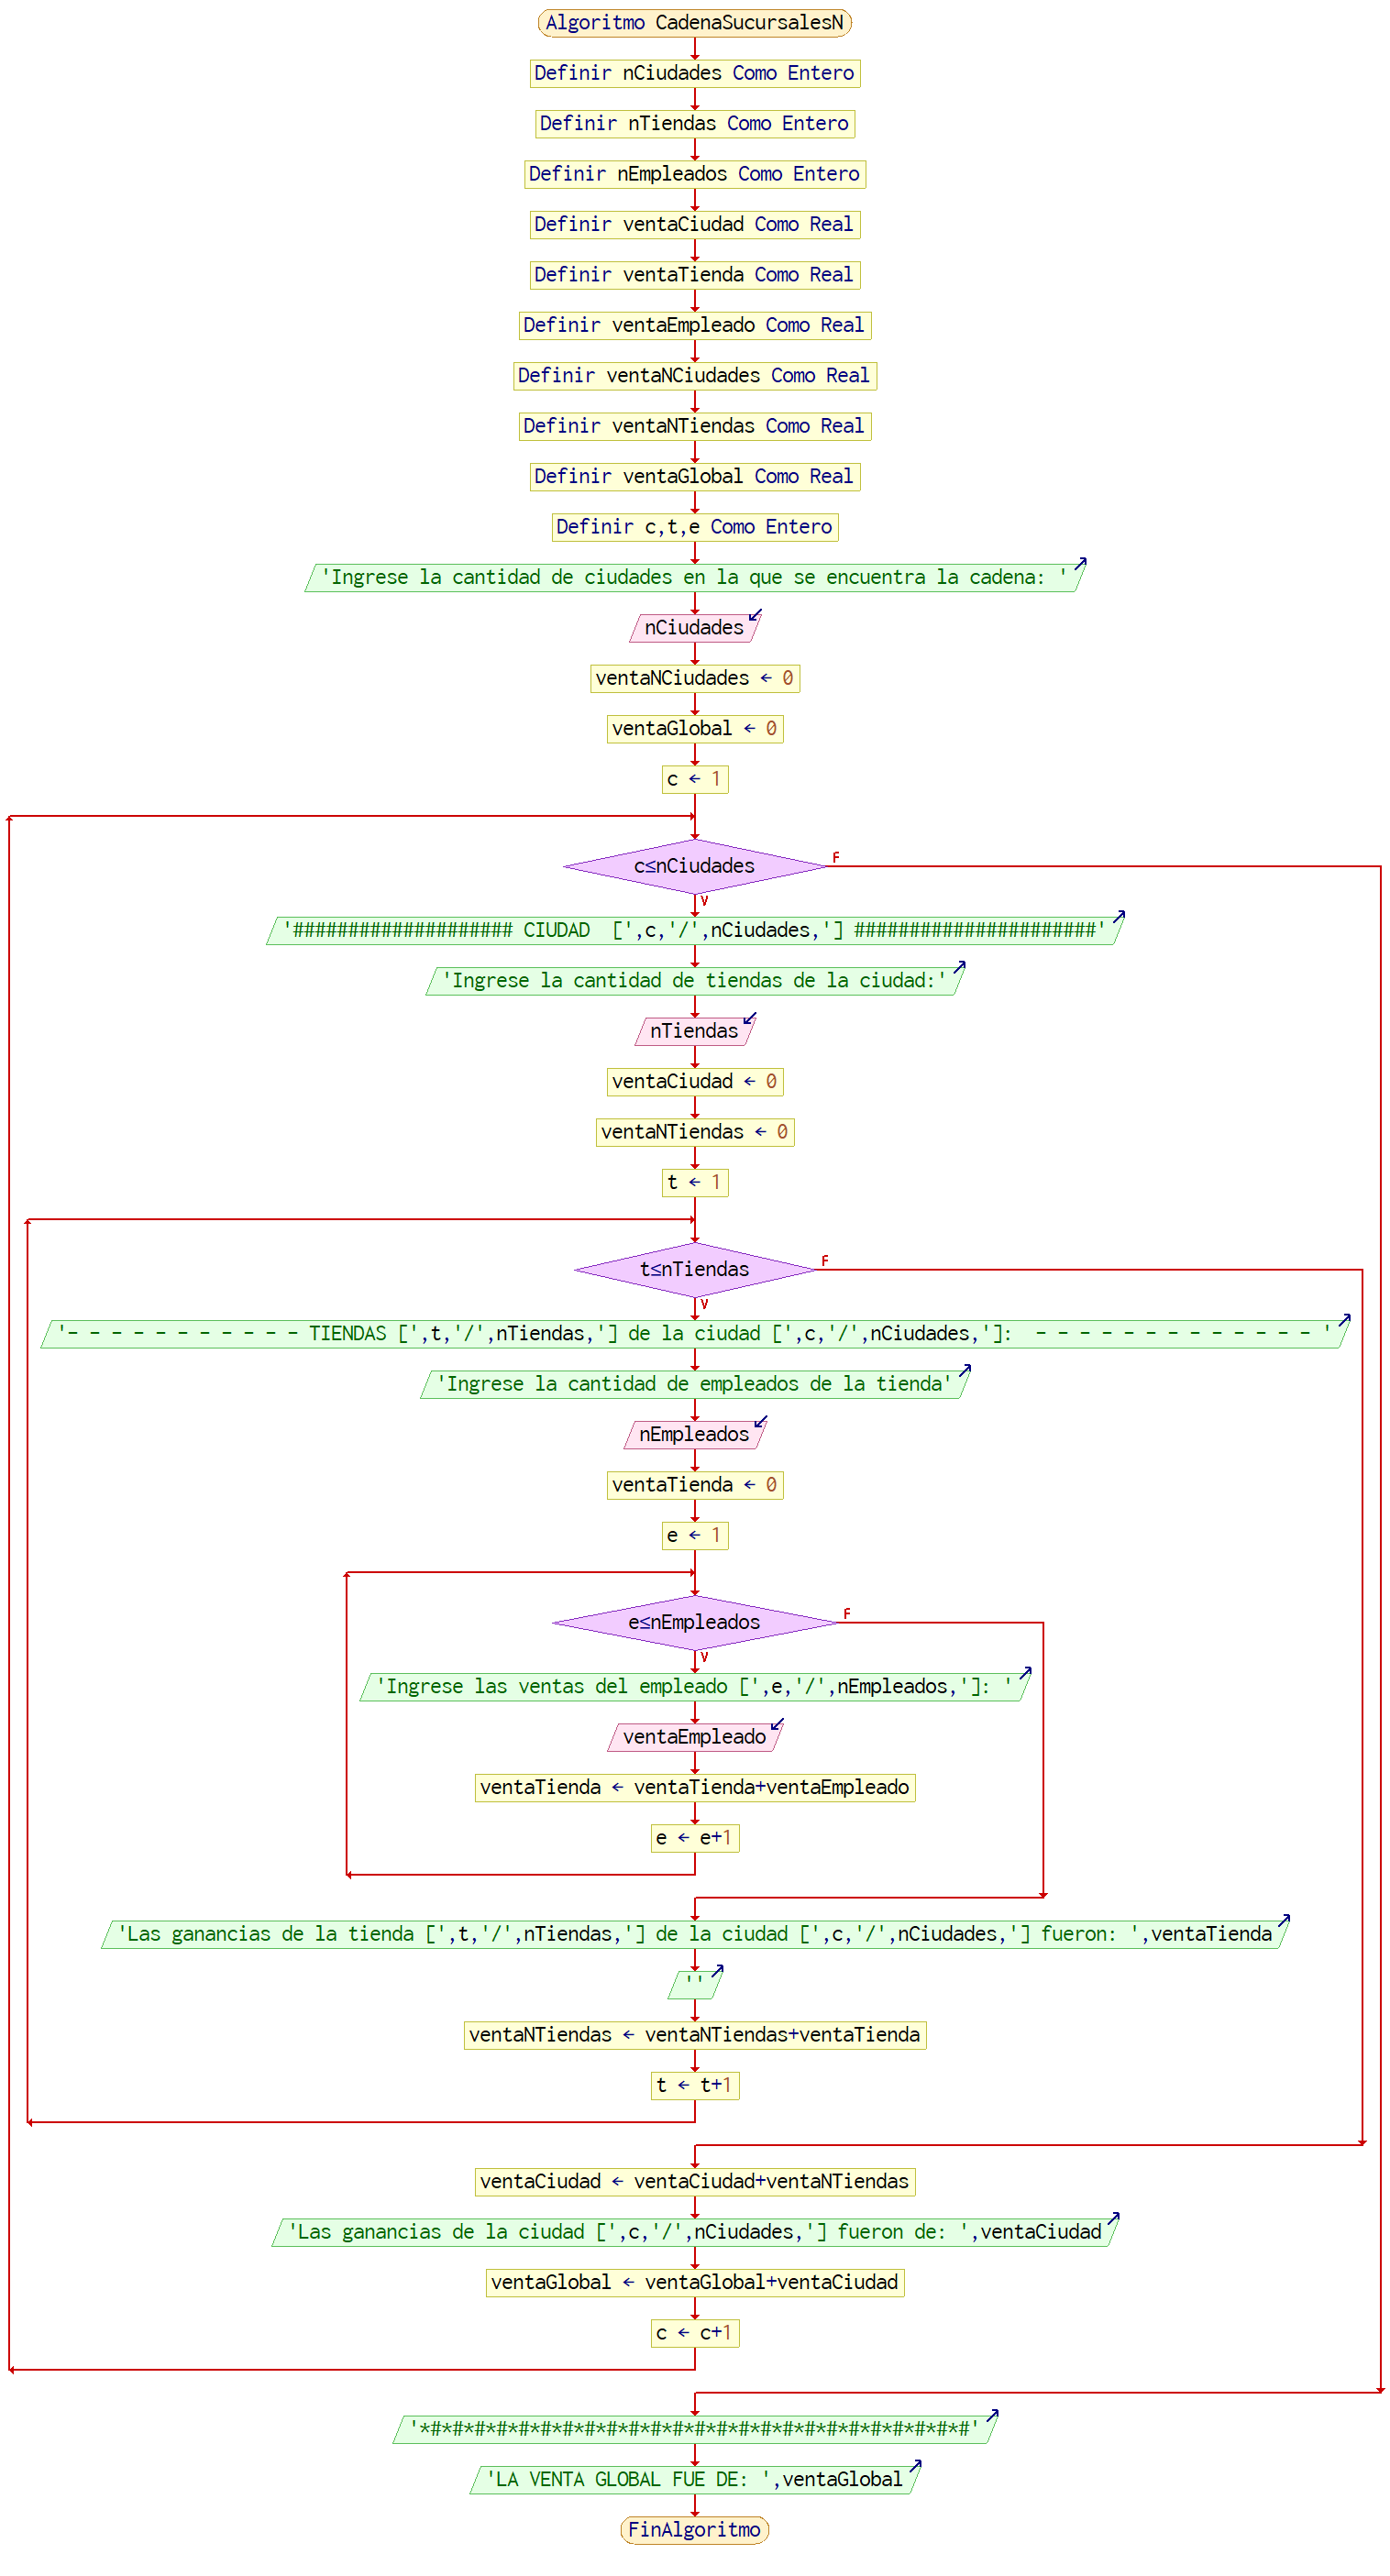 Algoritmo CadenaSucursalesN
Definir nCiudades Como Entero
Definir nTiendas Como Entero
Definir nEmpleados Como Entero
Definir ventaCiudad Como Real
Definir ventaTienda Como Real
Definir ventaEmpleado Como Real
Definir ventaNCiudades Como Real
Definir ventaNTiendas Como Real
Definir ventaGlobal Como Real
Definir c,t,e Como Entero
'Ingrese la cantidad de ciudades en la que se encuentra la cadena: '
nCiudades
ventaNCiudades ← 0
ventaGlobal ← 0
c ← 1
c≤nCiudades
F
V
'#################### CIUDAD  [',c,'/',nCiudades,'] ######################'
'Ingrese la cantidad de tiendas de la ciudad:'
nTiendas
ventaCiudad ← 0
ventaNTiendas ← 0
t ← 1
t≤nTiendas
F
V
'- - - - - - - - - - - TIENDAS [',t,'/',nTiendas,'] de la ciudad [',c,'/',nCiudades,']:  - - - - - - - - - - - - - '
'Ingrese la cantidad de empleados de la tienda'
nEmpleados
ventaTienda ← 0
e ← 1
e≤nEmpleados
F
V
'Ingrese las ventas del empleado [',e,'/',nEmpleados,']: '
ventaEmpleado
ventaTienda ← ventaTienda+ventaEmpleado
e ← e+1
'Las ganancias de la tienda [',t,'/',nTiendas,'] de la ciudad [',c,'/',nCiudades,'] fueron: ',ventaTienda
''
ventaNTiendas ← ventaNTiendas+ventaTienda
t ← t+1
ventaCiudad ← ventaCiudad+ventaNTiendas
'Las ganancias de la ciudad [',c,'/',nCiudades,'] fueron de: ',ventaCiudad
ventaGlobal ← ventaGlobal+ventaCiudad
c ← c+1
'*#*#*#*#*#*#*#*#*#*#*#*#*#*#*#*#*#*#*#*#*#*#*#*#*#'
'LA VENTA GLOBAL FUE DE: ',ventaGlobal
FinAlgoritmo